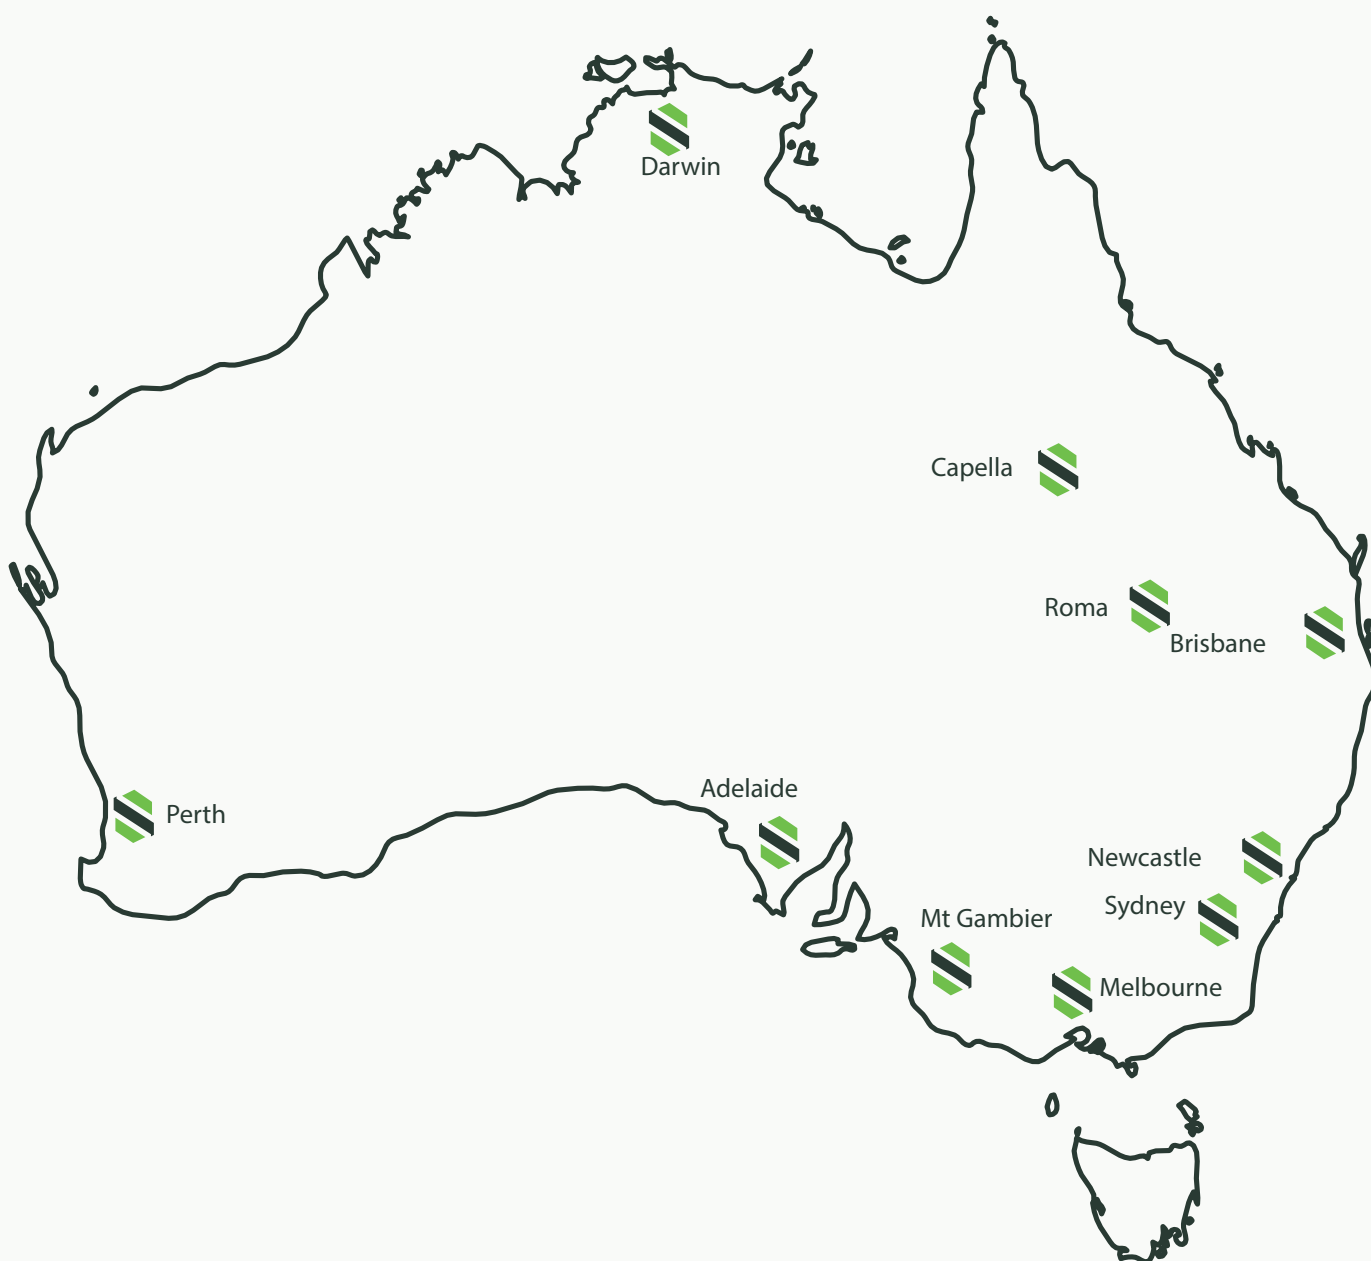 Darwin
Capella
Roma
Brisbane
Adelaide
Perth
Newcastle
Sydney
Mt Gambier
Melbourne